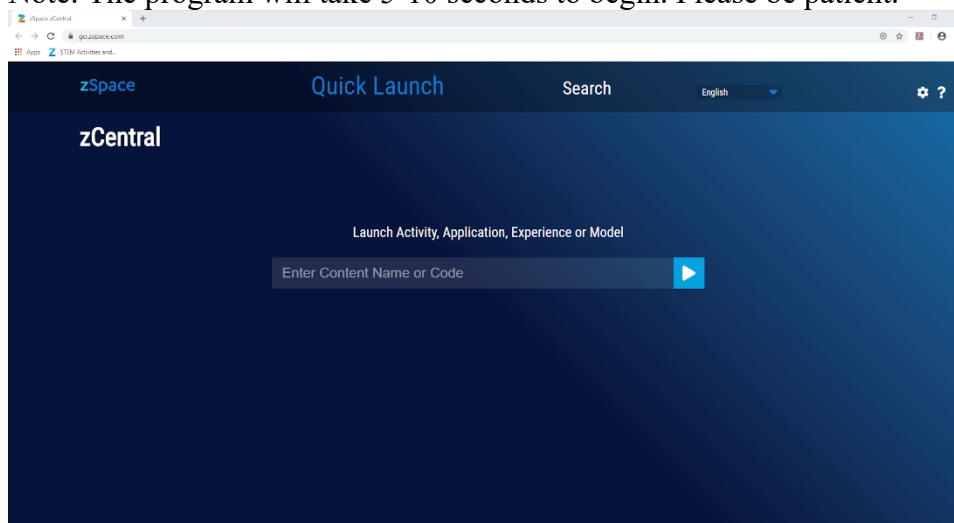 Note: The program will take 5-10 seconds to begin. Please be patient.
zSpace zCentral
go.zspace.com
Apps Z STEM Activities and...
zSpace Quick Launch Search English ?
zCentral
Launch Activity, Application, Experience or Model
Enter Content Name or Code